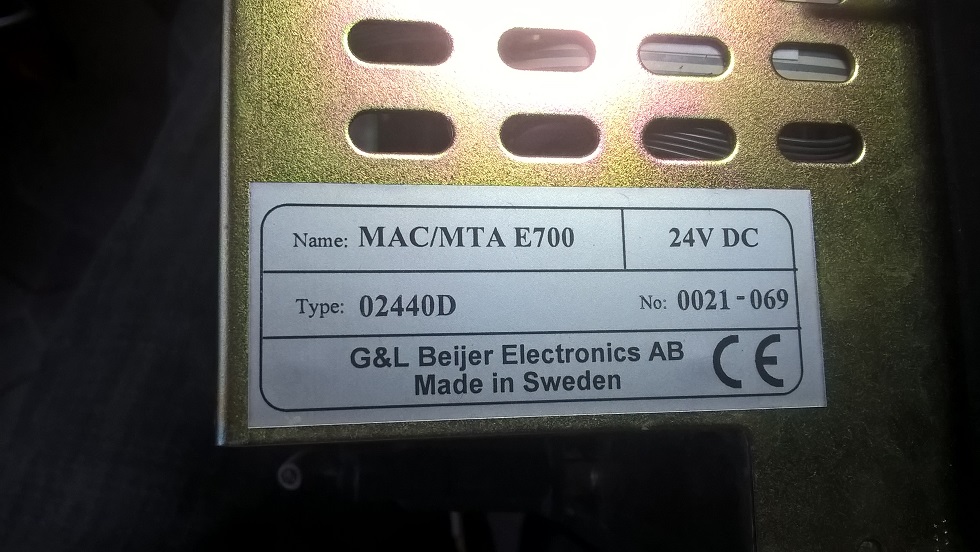 Name: MAC/MTA E700 24V DC
Type: 02440D No: 0021-069
G&L Beijer Electronics AB
Made in Sweden
CE